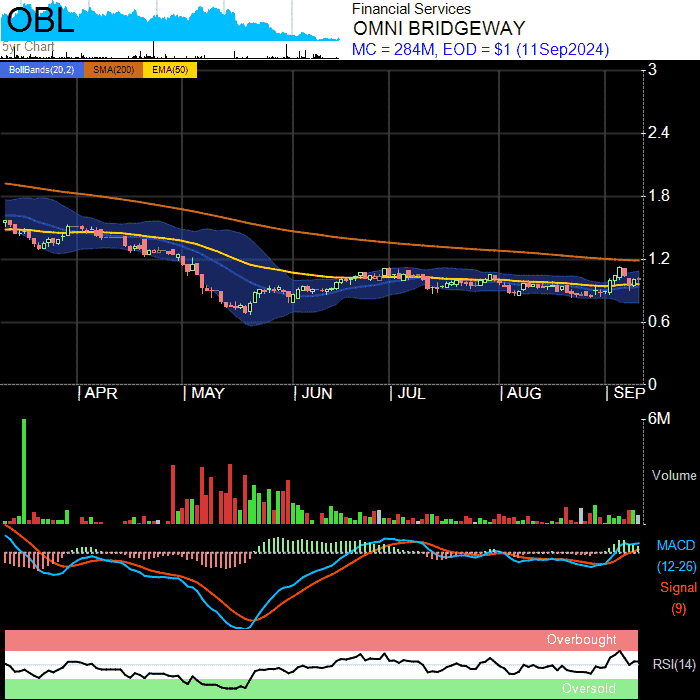 OBL
5yr Chart
Financial Services
OMNI BRIDGEWAY
MC = 284M, EOD = $1 (11Sep2024)
BollBands(20,2) SMA(200) EMA(50)
3
2.4
1.8
1.2
0.6
0
APR MAY JUN JUL AUG SEP
6M
Volume
MACD
(12-26)
Signal
(9)
Overbought
RSI(14)
Oversold